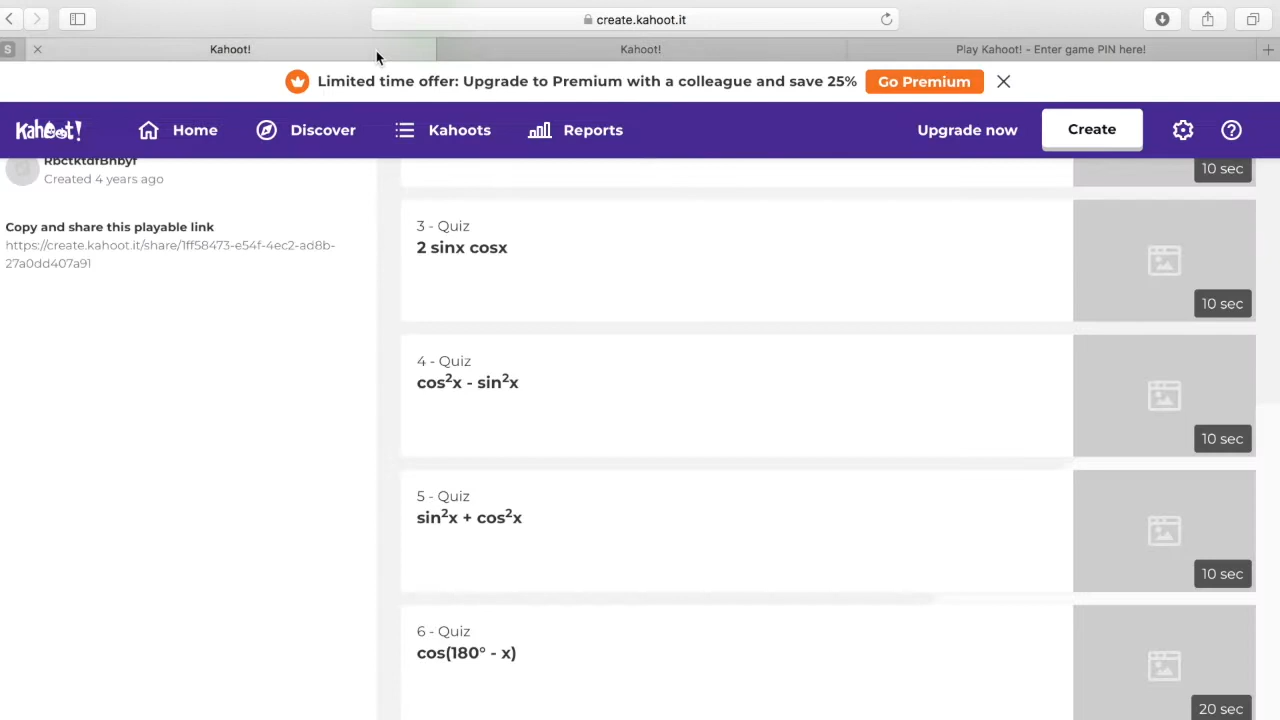 create.kahoot.it
S
Kahoot!
Kahoot!
Play Kahoot! - Enter game PIN here!
Limited time offer: Upgrade to Premium with a colleague and save 25%
Go Premium
Kahoot!
Home
Discover
Kahoots
Reports
Upgrade now
Create
Created 4 years ago
Copy and share this playable link
https://create.kahoot.it/share/1ff58473-e54f-4ec2-ad8b-
27a0dd407a91
10 sec
3 - Quiz
2 sinx cosx
10 sec
4 - Quiz
cos²x - sin²x
10 sec
5 - Quiz
sin²x + cos²x
10 sec
6 - Quiz
cos(180° - x)
20 sec